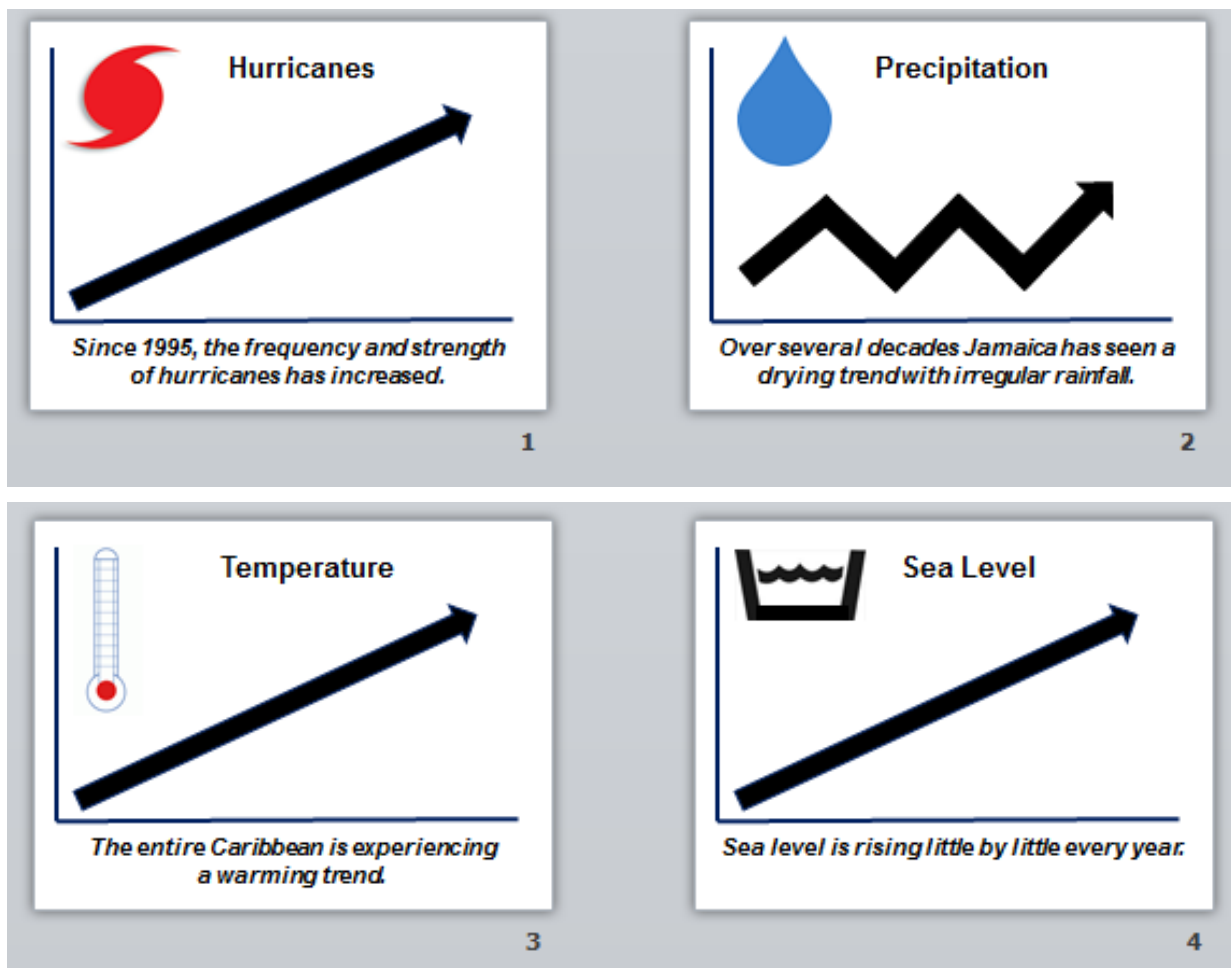 Hurricanes
Since 1995, the frequency and strength
of hurricanes has increased.
1
Precipitation
Over several decades Jamaica has seen a
drying trend with irregular rainfall.
2
Temperature
The entire Caribbean is experiencing
a warming trend.
3
Sea Level
Sea level is rising little by little every year.
4